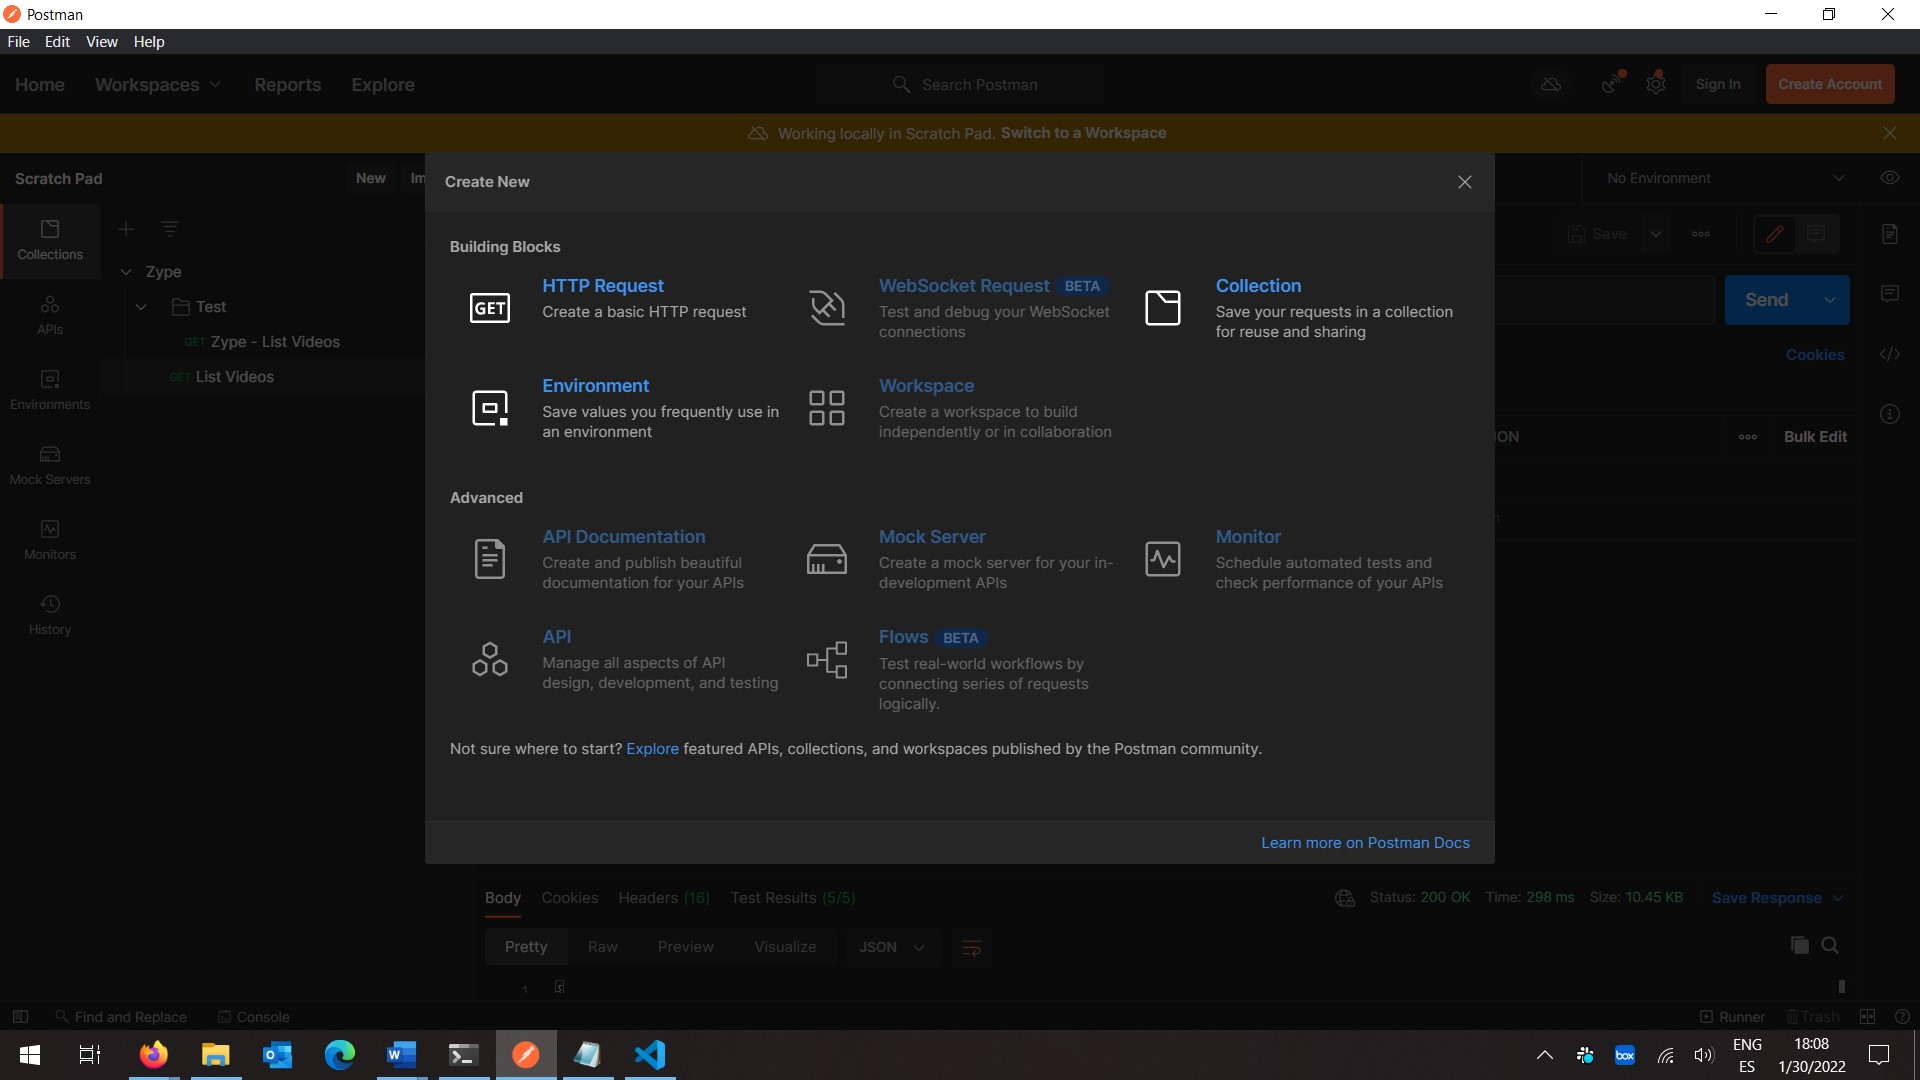 Postman
File Edit View Help
Home Workspaces Reports Explore Search Postman Sign In Create Account
Working locally in Scratch Pad. Switch to a Workspace
Scratch Pad New Im
Create New
No Environment
Save
Collections
Zype
Test
GET Zype - List Videos
GET List Videos
APIs
Environments
Mock Servers
Monitors
History
Building Blocks
GET
HTTP Request
Create a basic HTTP request
WebSocket Request BETA
Test and debug your WebSocket
connections
Collection
Save your requests in a collection
for reuse and sharing
Environment
Save values you frequently use in
an environment
Workspace
Create a workspace to build
independently or in collaboration
Advanced
API Documentation
Create and publish beautiful
documentation for your APIs
Mock Server
Create a mock server for your in-
development APIs
Monitor
Schedule automated tests and
check performance of your APIs
API
Manage all aspects of API
design, development, and testing
Flows BETA
Test real-world workflows by
connecting series of requests
logically.
Not sure where to start? Explore featured APIs, collections, and workspaces published by the Postman community.
Learn more on Postman Docs
Send
Cookies
ION
Bulk Edit
Body Cookies Headers (16) Test Results (5/5) Status: 200 OK Time: 298 ms Size: 10.45 KB Save Response
Pretty Raw Preview Visualize JSON
1
Find and Replace Console Runner Trash
box
ENG
ES
18:08
1/30/2022